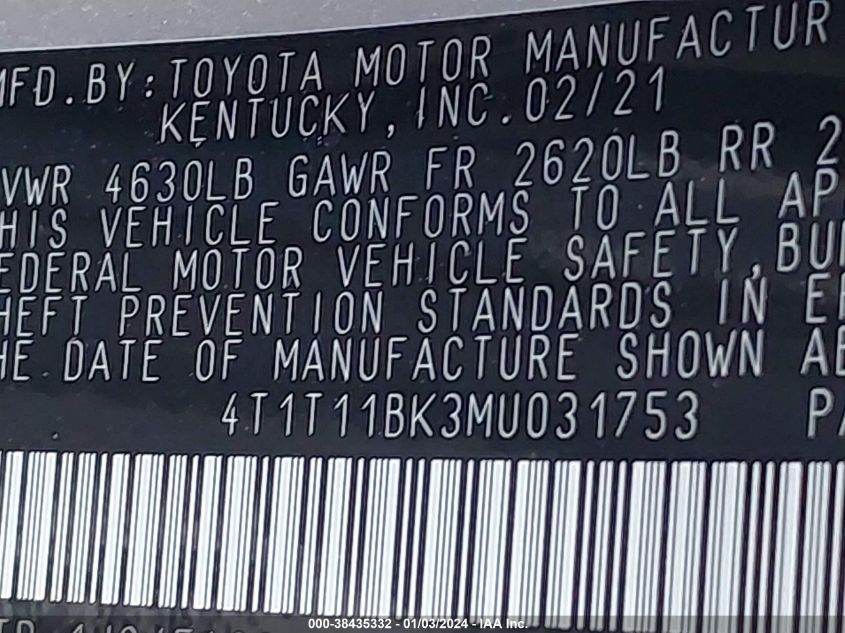 MFD.BY:TOYOTA MOTOR MANUFACTUR
KENTUCKY, INC.02/21
VWR 4630LB GAWR FR 2620LB RR 2
HIS VEHICLE CONFORMS TO ALL AP
EDERAL MOTOR VEHICLE SAFETY,BU
HEFT PREVENTION STANDARDS IN E
HE DATE OF MANUFACTURE SHOWN AB
4T1T11BK3MU031753 P
000-38435332 - 01/03/2024 - IAA Inc.